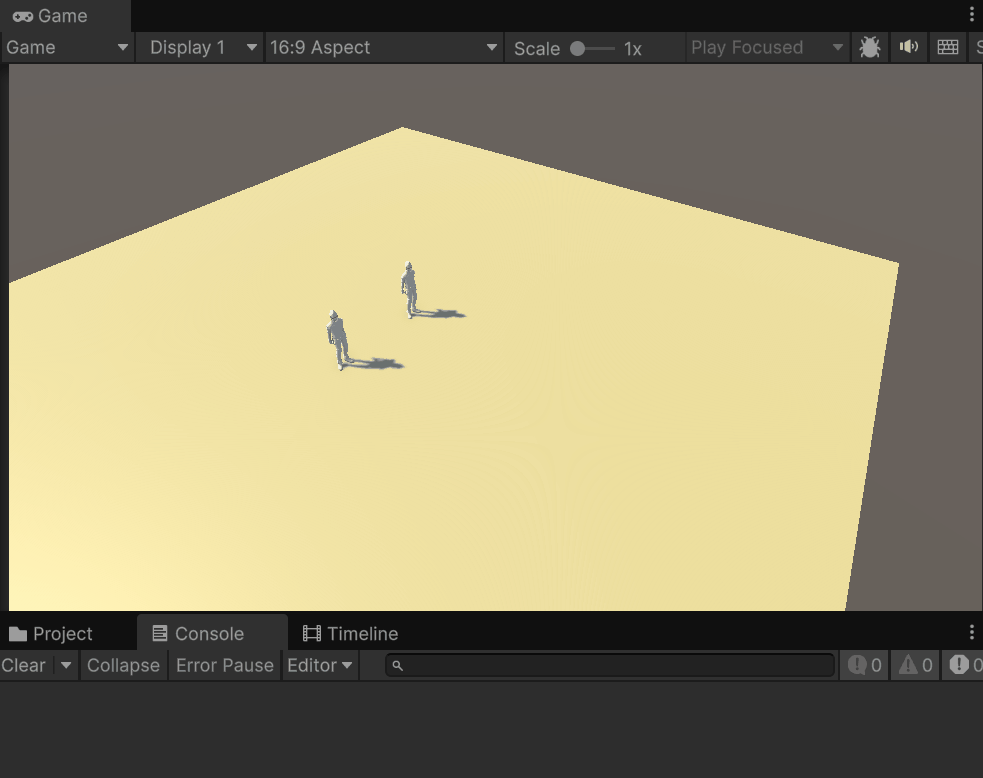 Game
Game Display 1 16:9 Aspect Scale 1x Play Focused S
Project Console Timeline
Clear Collapse Error Pause Editor 0 0 0